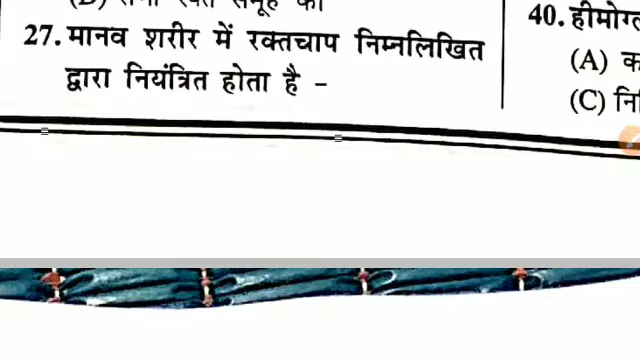 27. मानव शरीर में रक्तचाप निम्नलिखित
द्वारा नियंत्रित होता है -
40.
(A)
(C)